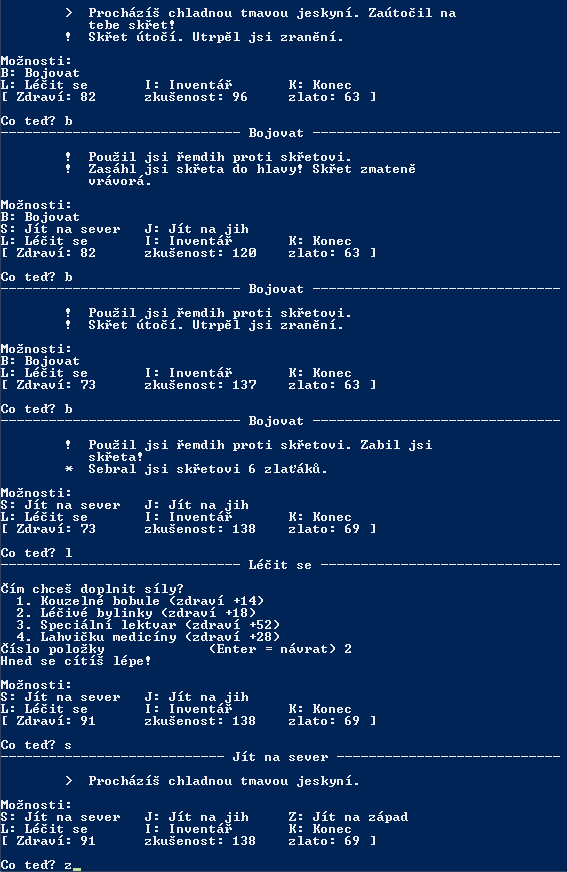 > Procházíš chladnou tmavou jeskyní. Zaútočil na
tebe skřet!
! Skřet útočí. Utrpěl jsi zranění.
Možnosti:
B: Bojovat
L: Léčit se I: Inventář K: Konec
[ Zdraví: 82 zkušenost: 96 zlato: 63 ]
Co teď? b
------------------------------ Bojovat -------------------------------
! Použil jsi řemdih proti skřetovi.
! Zasáhl jsi skřeta do hlavy! Skřet zmateně
vrávorá.
Možnosti:
B: Bojovat
S: Jít na sever J: Jít na jih
L: Léčit se I: Inventář K: Konec
[ Zdraví: 82 zkušenost: 120 zlato: 63 ]
Co teď? b
------------------------------ Bojovat -------------------------------
! Použil jsi řemdih proti skřetovi.
! Skřet útočí. Utrpěl jsi zranění.
Možnosti:
B: Bojovat
L: Léčit se I: Inventář K: Konec
[ Zdraví: 73 zkušenost: 137 zlato: 63 ]
Co teď? b
------------------------------ Bojovat -------------------------------
! Použil jsi řemdih proti skřetovi. Zabil jsi
skřeta!
* Sebral jsi skřetovi 6 zlaťáků.
Možnosti:
S: Jít na sever J: Jít na jih
L: Léčit se I: Inventář K: Konec
[ Zdraví: 73 zkušenost: 138 zlato: 69 ]
Co teď? l
------------------------------ Léčit se ------------------------------
Čím chceš doplnit síly?
1. Kouzelné bobule (zdraví +14)
2. Léčivé bylinky (zdraví +18)
3. Speciální lektvar (zdraví +52)
4. Lahvičku medicíny (zdraví +28)
Číslo položky (Enter = návrat) 2
Hned se cítíš lépe!
Možnosti:
S: Jít na sever J: Jít na jih
L: Léčit se I: Inventář K: Konec
[ Zdraví: 91 zkušenost: 138 zlato: 69 ]
Co teď? s
---------------------------- Jít na sever ----------------------------
> Procházíš chladnou tmavou jeskyní.
Možnosti:
S: Jít na sever J: Jít na jih Z: Jít na západ
L: Léčit se I: Inventář K: Konec
[ Zdraví: 91 zkušenost: 138 zlato: 69 ]
Co teď? z_